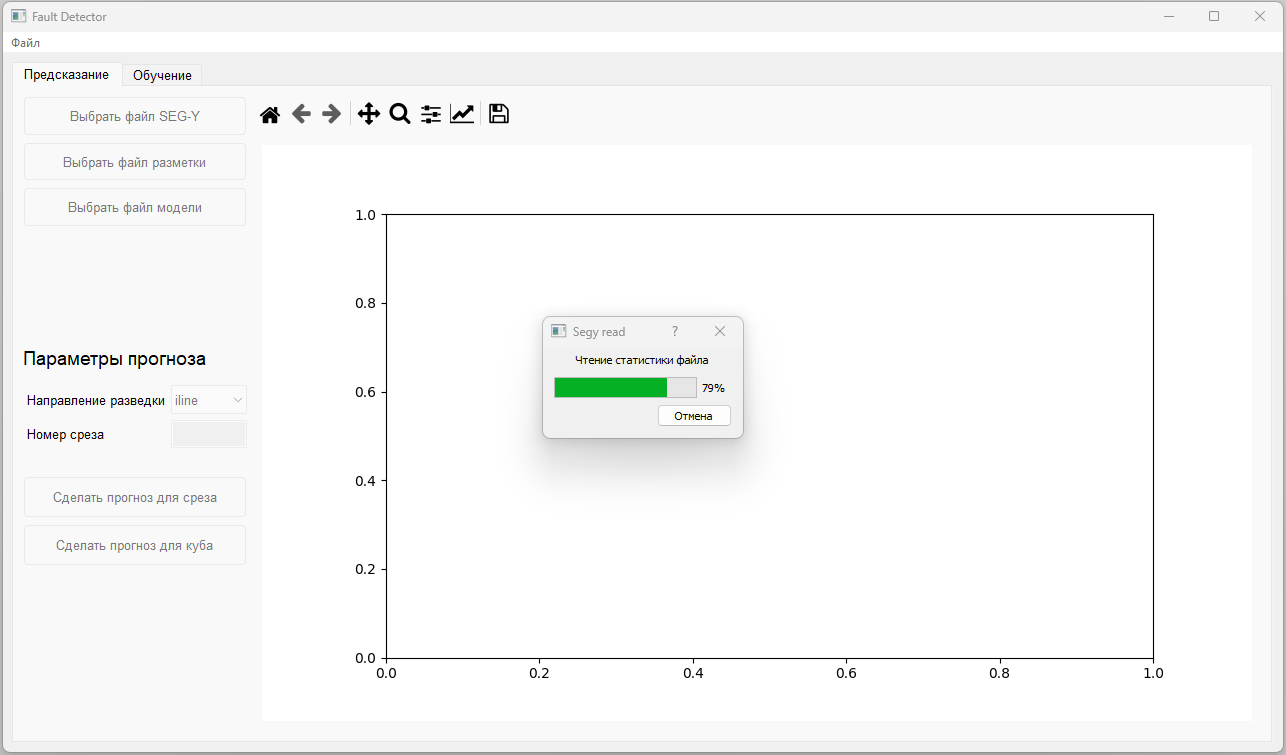 Fault Detector
Файл
Предсказание
Обучение
Выбрать файл SEG-Y
Выбрать файл разметки
Выбрать файл модели
Параметры прогноза
Направление разведки
iline
Номер среза
Сделать прогноз для среза
Сделать прогноз для куба
1.0
0.8
0.6
0.4
0.2
0.0
0.0 0.2 0.4 0.6 0.8 1.0
Segy read
?
Чтение статистики файла
79%
Отмена